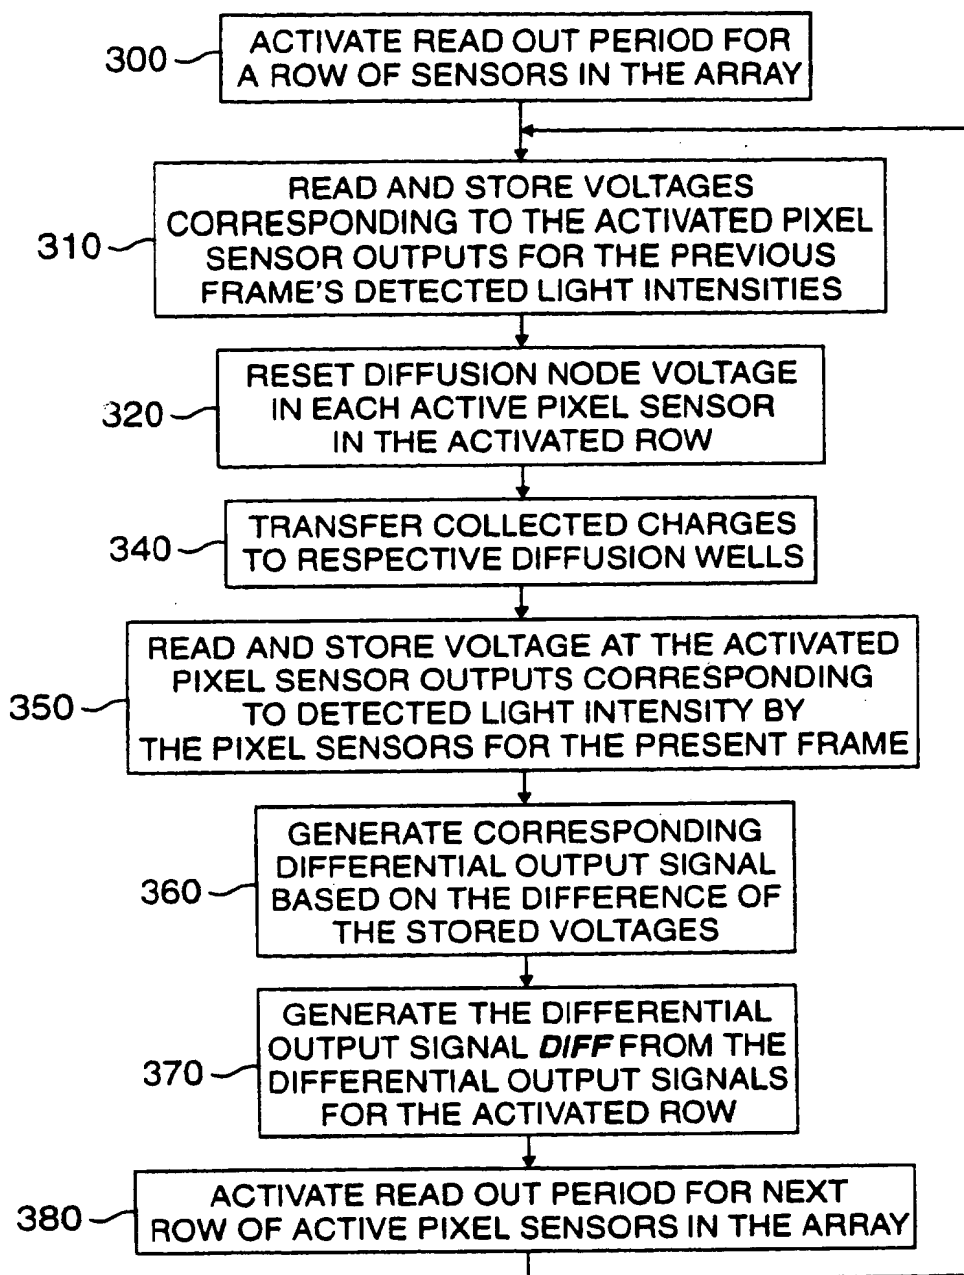 300
ACTIVATE READ OUT PERIOD FOR
A ROW OF SENSORS IN THE ARRAY
310
READ AND STORE VOLTAGES
CORRESPONDING TO THE ACTIVATED PIXEL
SENSOR OUTPUTS FOR THE PREVIOUS
FRAME'S DETECTED LIGHT INTENSITIES
320
RESET DIFFUSION NODE VOLTAGE
IN EACH ACTIVE PIXEL SENSOR
IN THE ACTIVATED ROW
340
TRANSFER COLLECTED CHARGES
TO RESPECTIVE DIFFUSION WELLS
350
READ AND STORE VOLTAGE AT THE ACTIVATED
PIXEL SENSOR OUTPUTS CORRESPONDING
TO DETECTED LIGHT INTENSITY BY
THE PIXEL SENSORS FOR THE PRESENT FRAME
360
GENERATE CORRESPONDING
DIFFERENTIAL OUTPUT SIGNAL
BASED ON THE DIFFERENCE OF
THE STORED VOLTAGES
370
GENERATE THE DIFFERENTIAL
OUTPUT SIGNAL DIFF FROM THE
DIFFERENTIAL OUTPUT SIGNALS
FOR THE ACTIVATED ROW
380
ACTIVATE READ OUT PERIOD FOR NEXT
ROW OF ACTIVE PIXEL SENSORS IN THE ARRAY